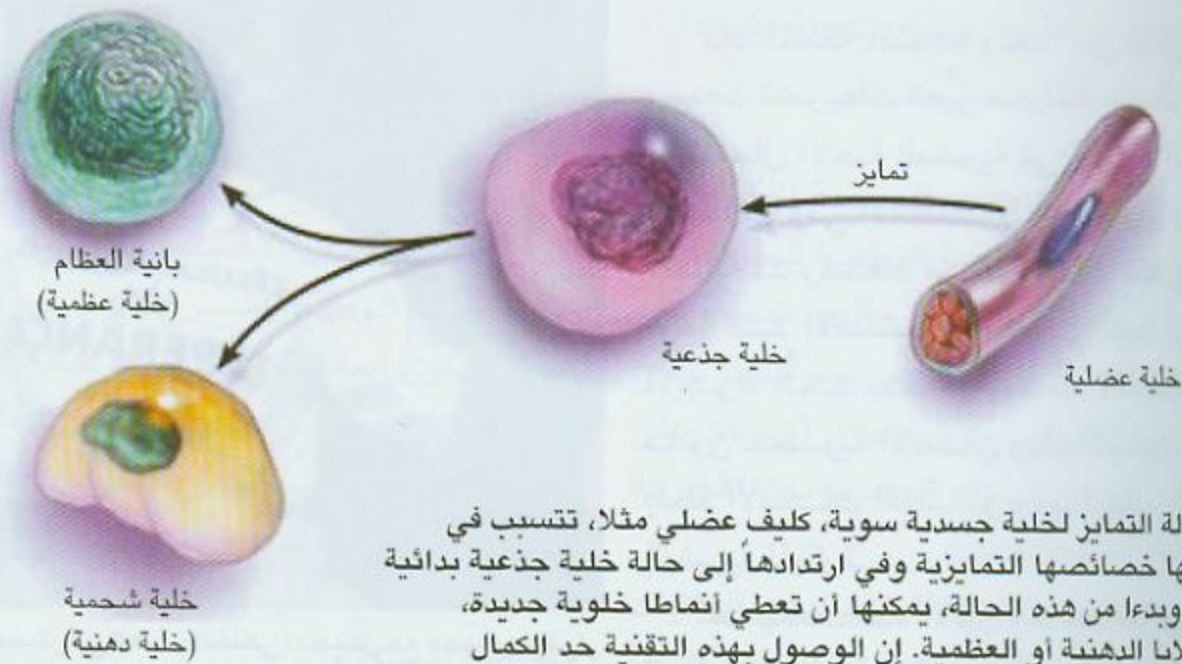 تمايز
بانية العظام
(خلية عظمية)
خلية جذعية
خلية عضلية
خلية شحمية
(خلية دهنية)
لة التمايز لخلية جسدية سوية، كليف عضلي مثلا، تتسبب في
ها خصائصها التمايزية وفي ارتدادها إلى حالة خلية جذعية بدائية
وبدءا من هذه الحالة، يمكنها أن تعطي أنماطا خلوية جديدة،
لايا الدهنية أو العظمية. إن الوصول بهذه التقنية حد الكمال